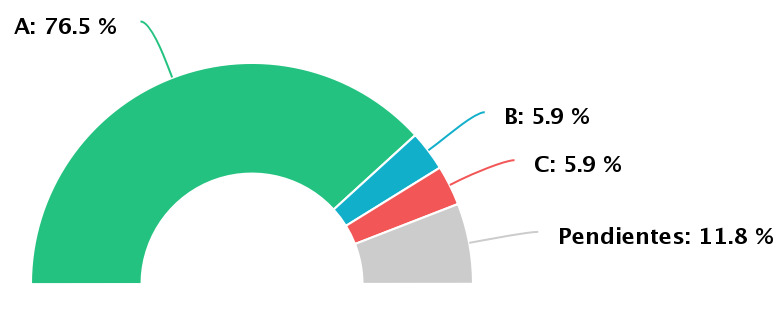 A: 76.5 %
B: 5.9 %
C: 5.9 %
Pendientes: 11.8 %